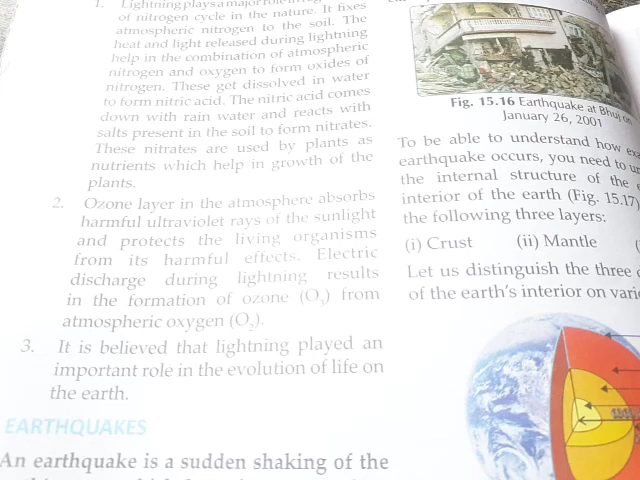 1. Lightning plays a major role in
of nitrogen cycle in the nature. It fixes
atmospheric nitrogen to the soil. The
heat and light released during lightning
help in the combination of atmospheric
nitrogen and oxygen to form oxides of
nitrogen. These get dissolved in water
to form nitric acid. The nitric acid comes
down with rain water and reacts with
salts present in the soil to form nitrates.
These nitrates are used by plants as
nutrients which help in growth of the
plants.
2. Ozone layer in the atmosphere absorbs
harmful ultraviolet rays of the sunlight
and protects the living organisms
from its harmful effects. Electric
discharge during lightning results
in the formation of ozone (O₃) from
atmospheric oxygen (O₂).
3. It is believed that lightning played an
important role in the evolution of life on
the earth.
EARTHQUAKES
An earthquake is a sudden shaking of the
Fig. 15.16 Earthquake at Bhuj on
January 26, 2001
To be able to understand how
earthquake occurs, you need to
the internal structure of the
interior of the earth (Fig. 15.17)
the following three layers:
(i) Crust (ii) Mantle (
Let us distinguish the three
of the earth's interior on